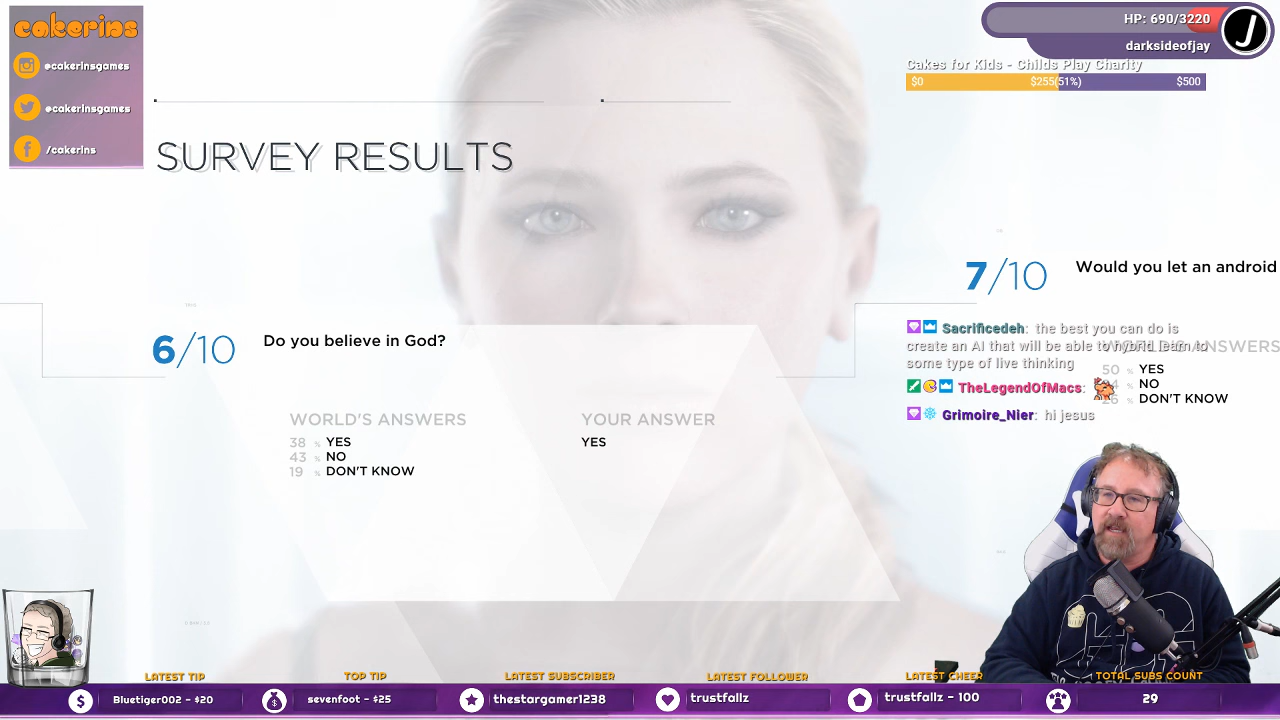 cakerins
@cakerinsgames
@cakerinsgames
/cakerins
HP: 690/3220
J
darksideofjay
Cakes for Kids - Childs Play Charity
$0 $255(51%) $500
SURVEY RESULTS
6/10 Do you believe in God?
WORLD'S ANSWERS
38 % YES
43 % NO
19 % DON'T KNOW
YOUR ANSWER
YES
7/10 Would you let an android
ANSWERS
50 % YES
NO
DON'T KNOW
Sacrificedeh: the best you can do is
create an AI that will be able to hybrid learn to
some type of live thinking
TheLegendOfMacs:
Grimoire_Nier: hi jesus
LATEST TIP
Bluetiger002 - $20
TOP TIP
sevenfoot - $25
LATEST SUBSCRIBER
thestargamer1238
LATEST FOLLOWER
trustfallz
LATEST CHEER
trustfallz - 100
TOTAL SUBS COUNT
29